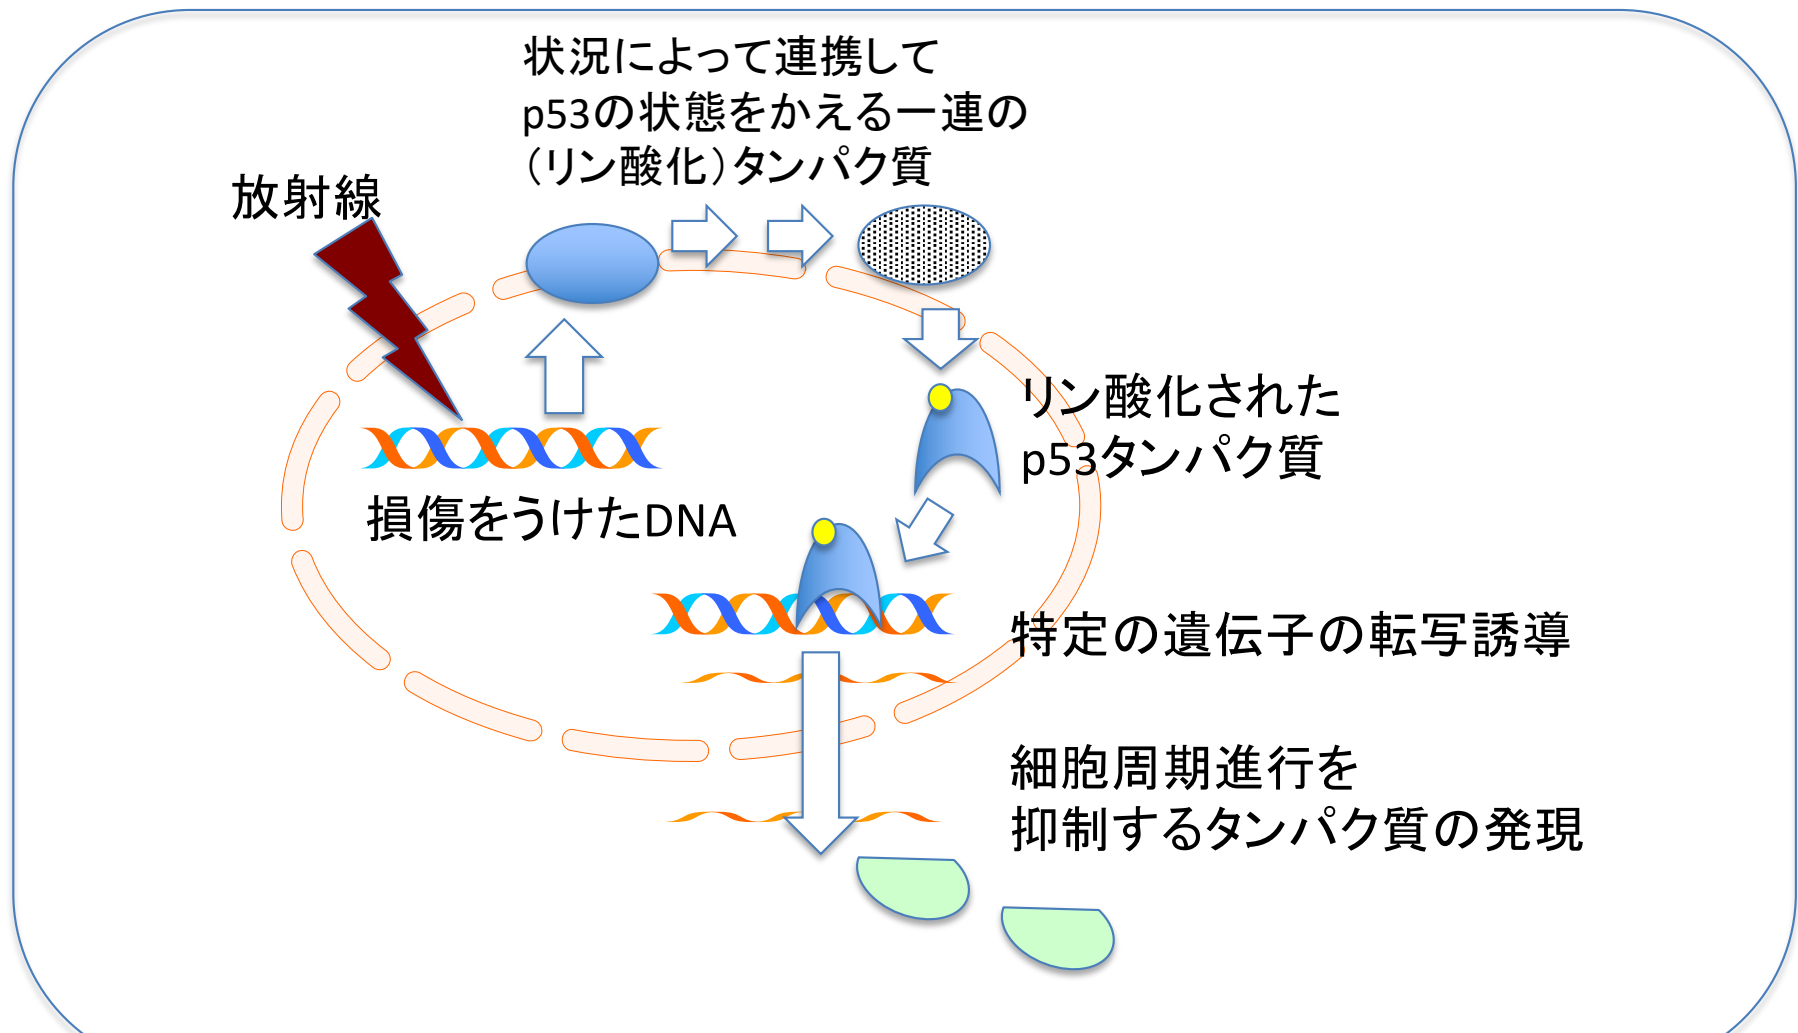 状況によって連携して
p53の状態をかえる一連の
（リン酸化）タンパク質
放射線
リン酸化された
p53タンパク質
損傷をうけたDNA
特定の遺伝子の転写誘導
細胞周期進行を
抑制するタンパク質の発現